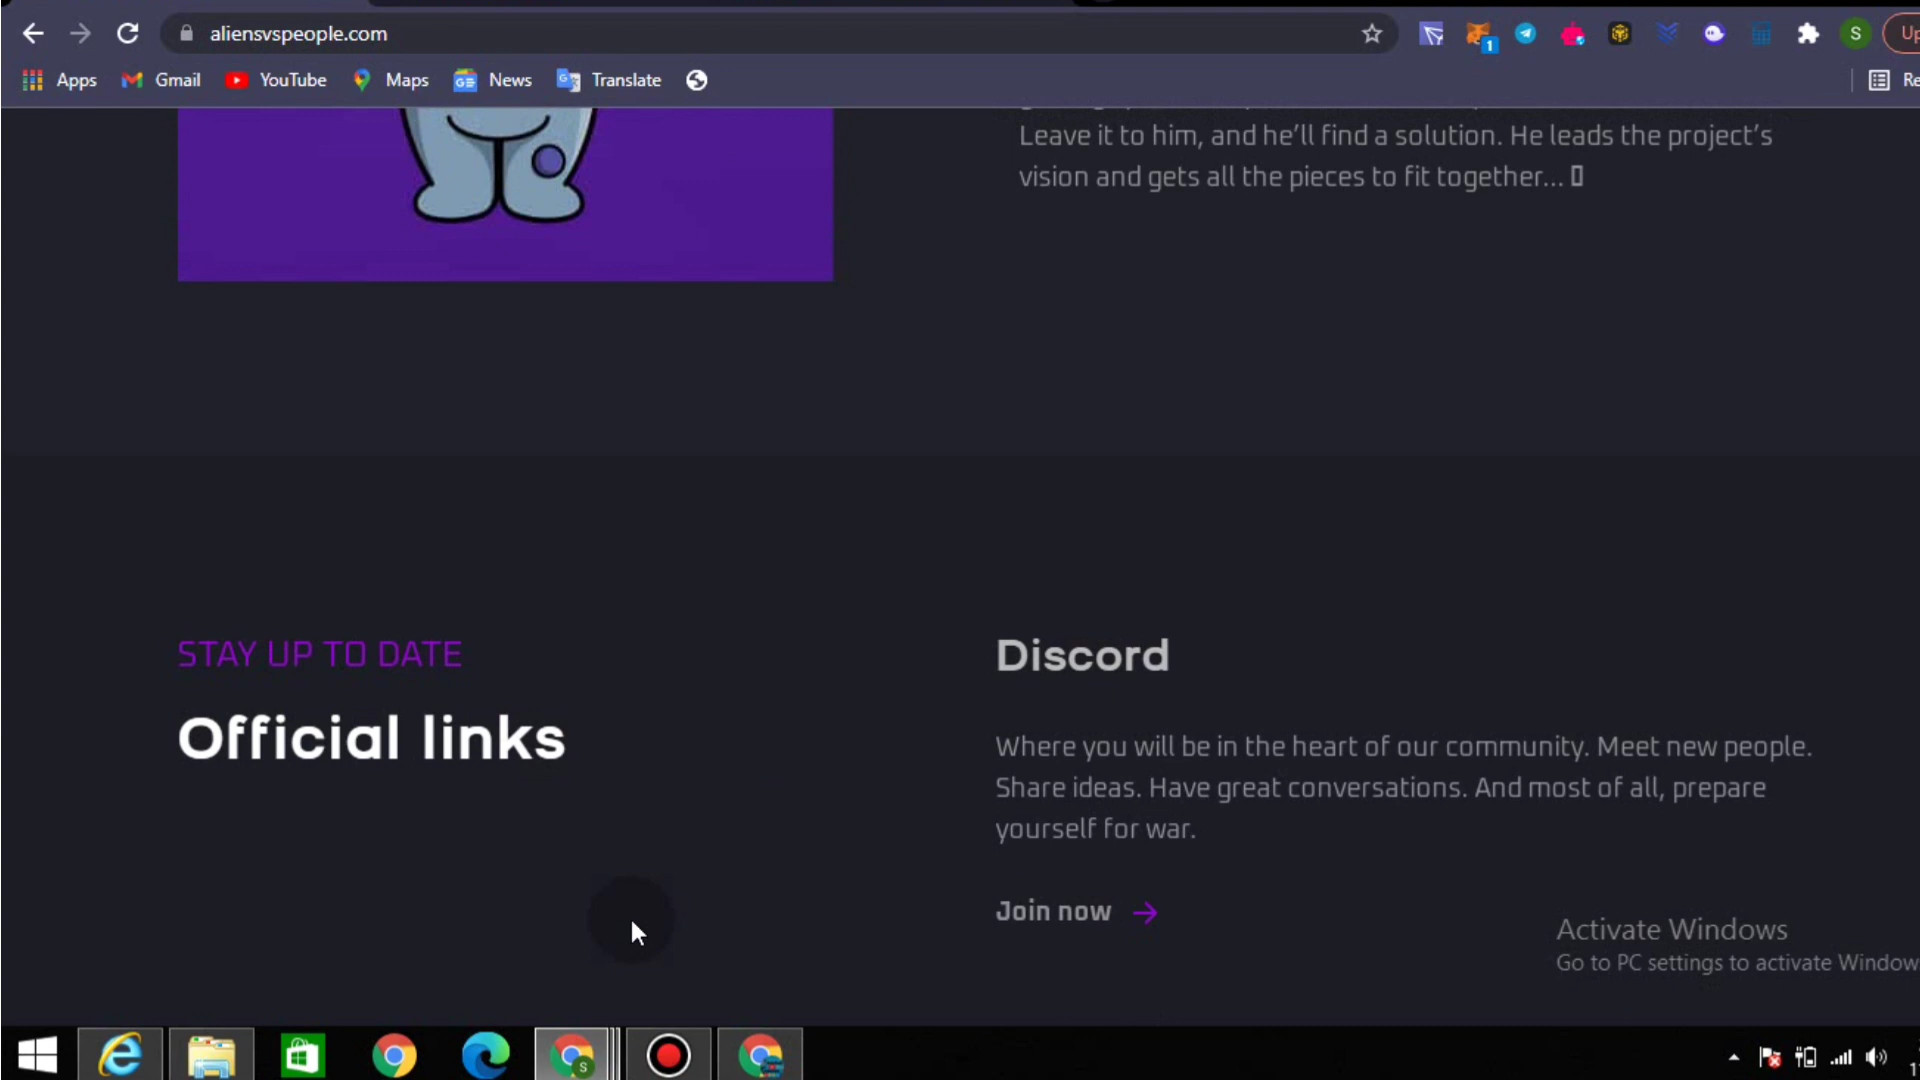 aliensvspeople.com
1
S
Up
Apps
Gmail
YouTube
Maps
News
Translate
Leave it to him, and he'll find a solution. He leads the project's
vision and gets all the pieces to fit together...
STAY UP TO DATE
Official links
Discord
Where you will be in the heart of our community. Meet new people.
Share ideas. Have great conversations. And most of all, prepare
yourself for war.
Join now
Activate Windows
Go to PC settings to activate Window
S